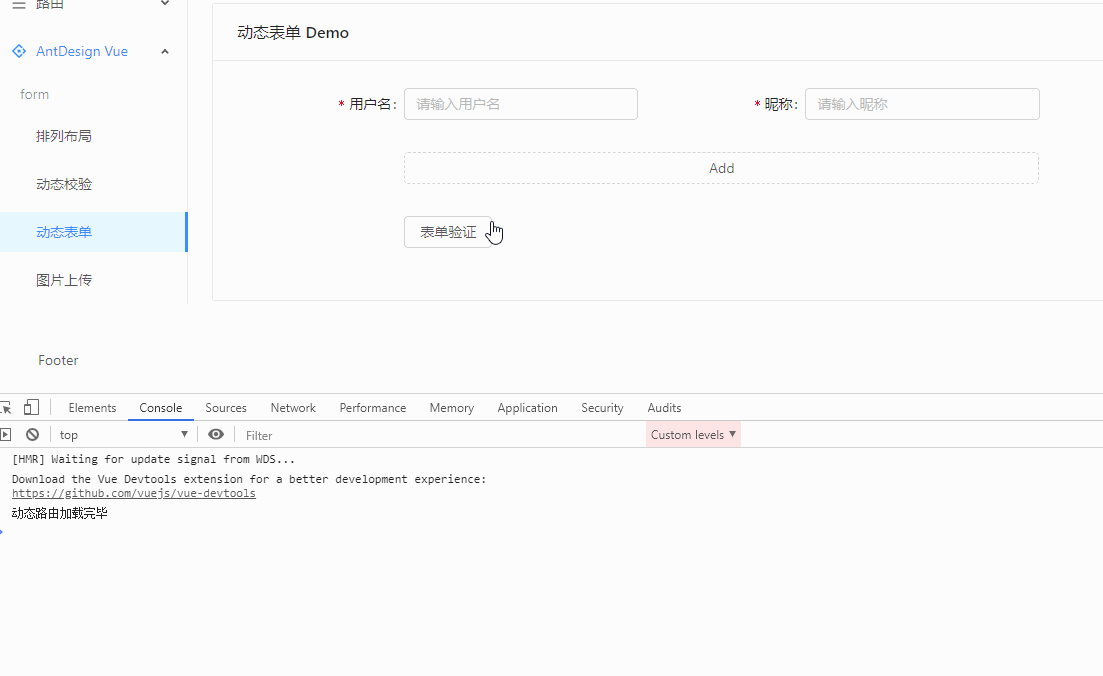 路由
AntDesign Vue
form
排列布局
动态校验
动态表单
图片上传
动态表单 Demo
* 用户名: 请输入用户名
* 昵称: 请输入昵称
Add
表单验证
Footer
Elements Console Sources Network Performance Memory Application Security Audits
top ▼ Filter Custom levels ▼
[HMR] Waiting for update signal from WDS...
Download the Vue Devtools extension for a better development experience:
https://github.com/vuejs/vue-devtools
动态路由加载完毕